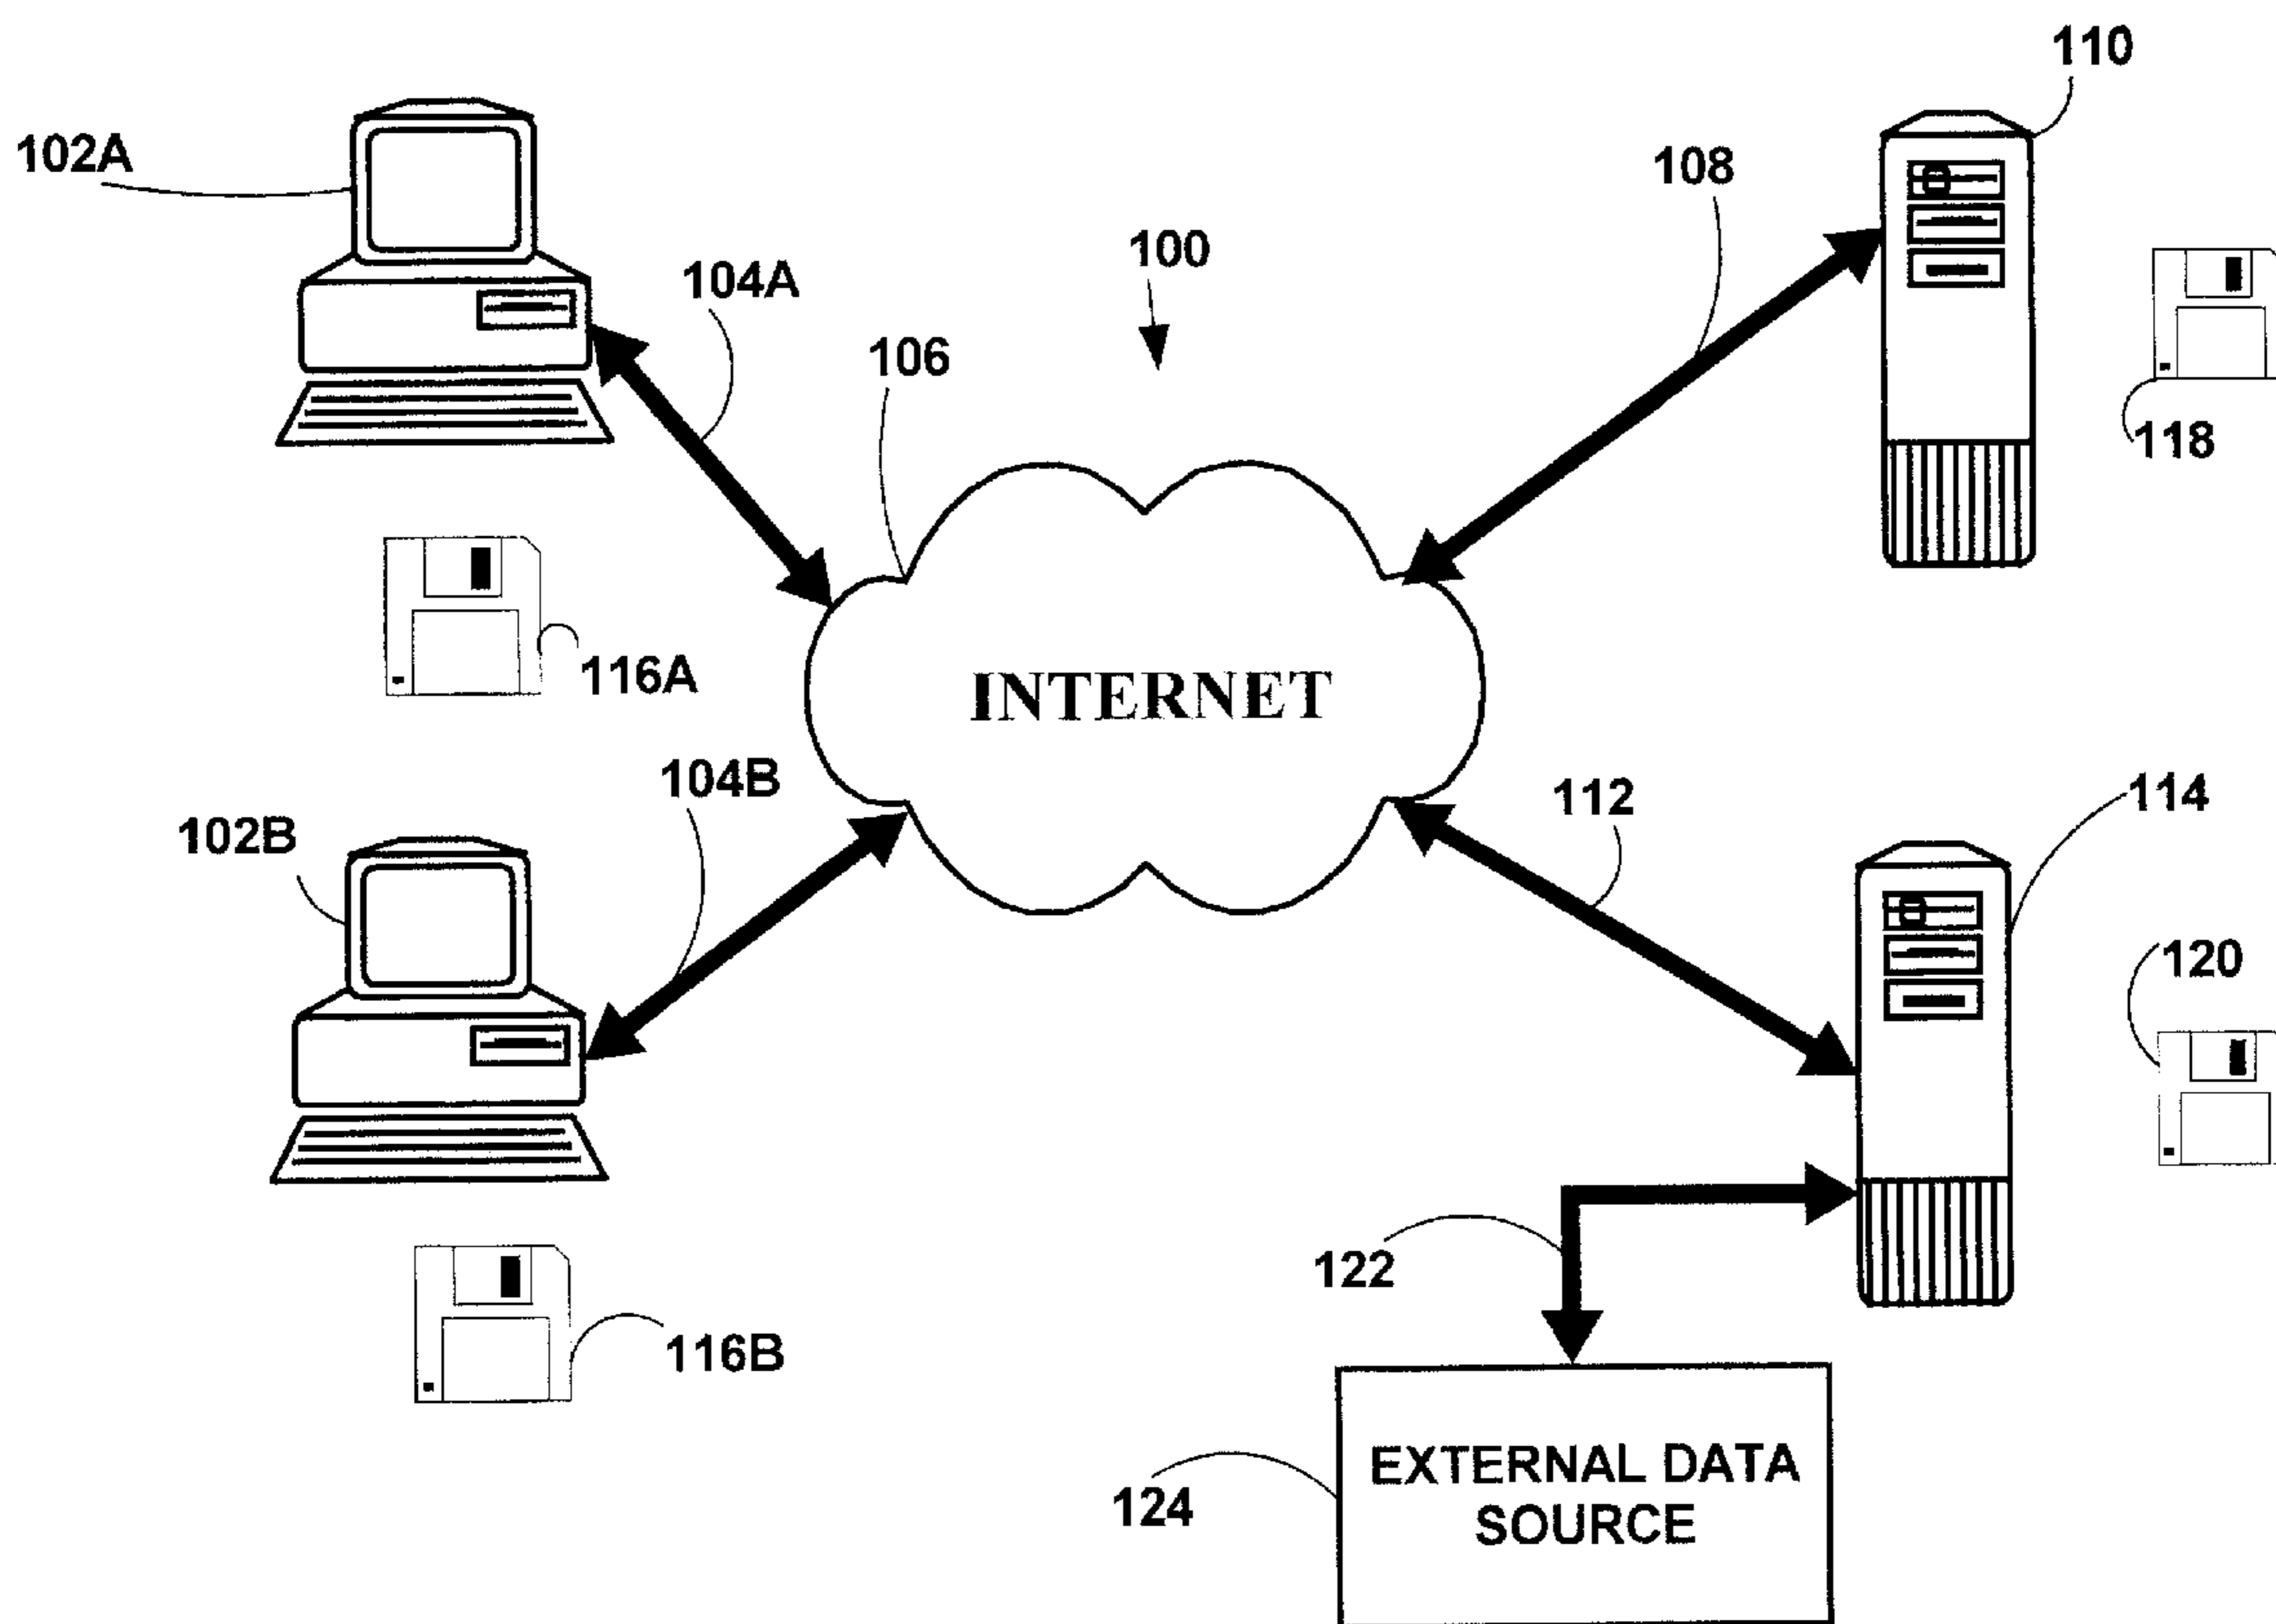 110
102A
108
100
104A
106
118
116A
INTERNET
104B
112
114
102B
120
122
116B
124
EXTERNAL DATA
SOURCE